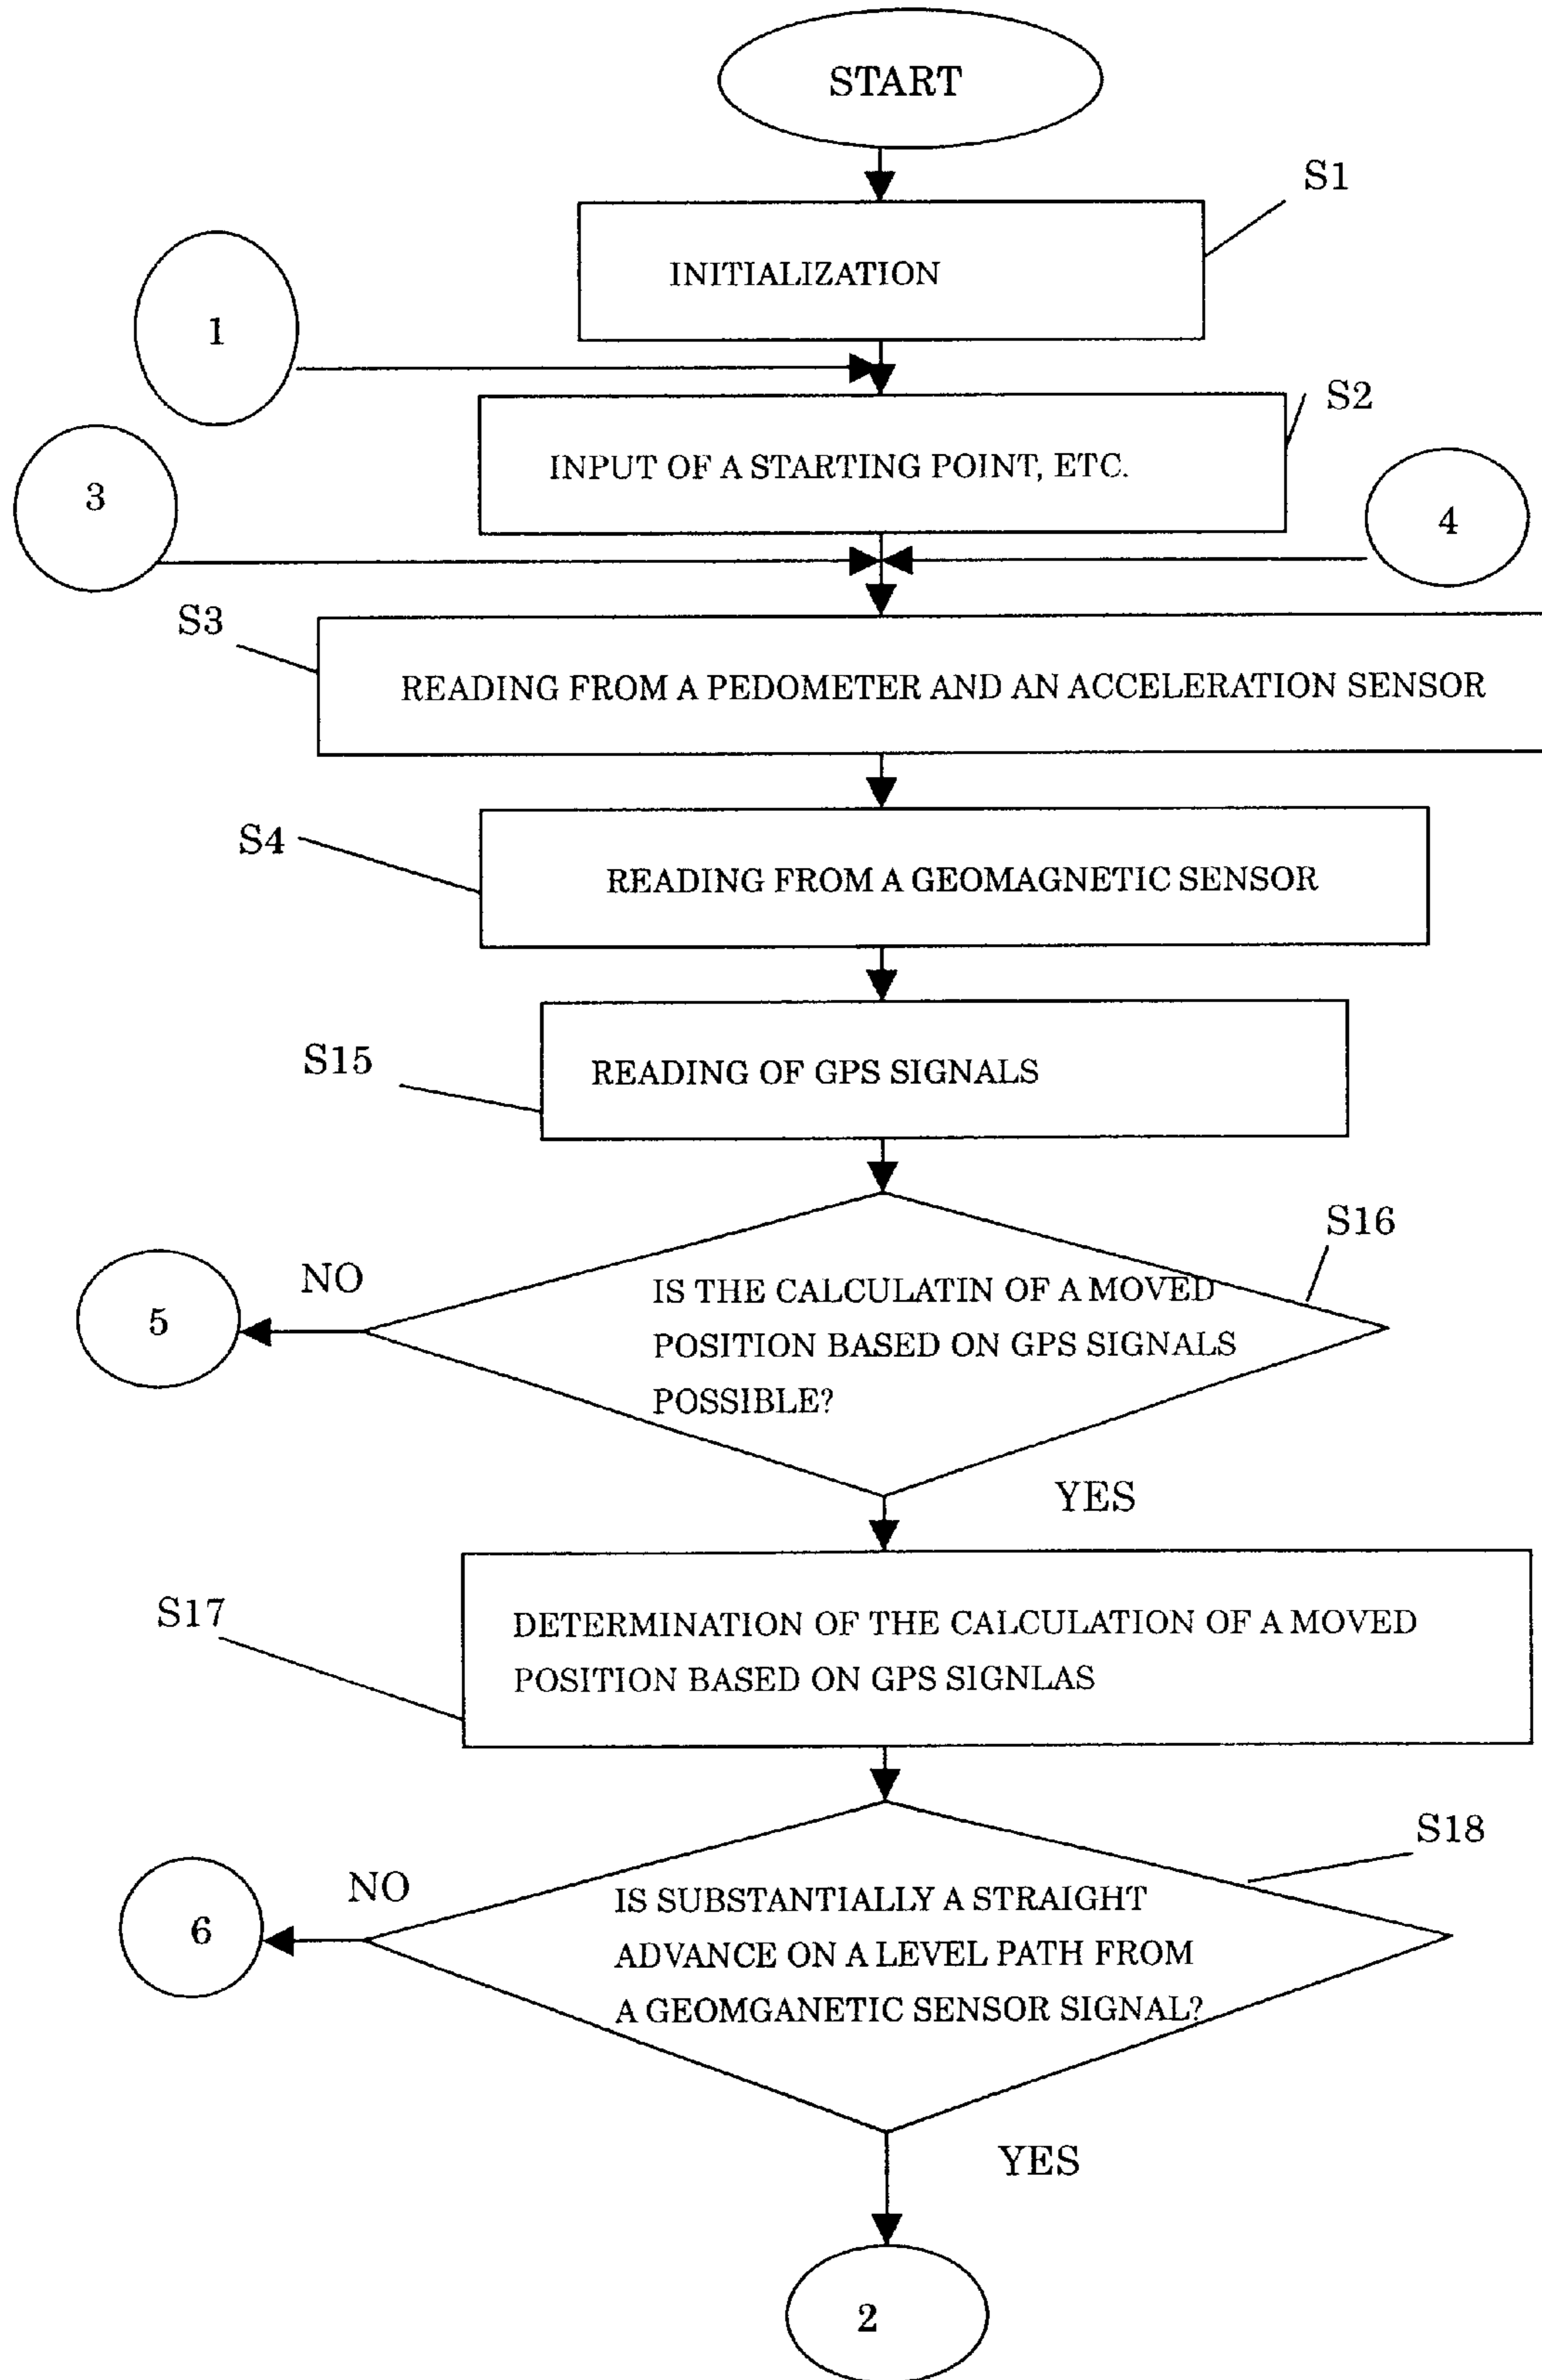 START
S1
INITIALIZATION
1
S2
INPUT OF A STARTING POINT, ETC.
3
4
S3
READING FROM A PEDOMETER AND AN ACCELERATION SENSOR
S4
READING FROM A GEOMAGNETIC SENSOR
S15
READING OF GPS SIGNALS
S16
NO
IS THE CALCULATIN OF A MOVED
POSITION BASED ON GPS SIGNALS
POSSIBLE?
5
YES
S17
DETERMINATION OF THE CALCULATION OF A MOVED
POSITION BASED ON GPS SIGNLAS
S18
NO
IS SUBSTANTIALLY A STRAIGHT
ADVANCE ON A LEVEL PATH FROM
A GEOMGANETIC SENSOR SIGNAL?
6
YES
2